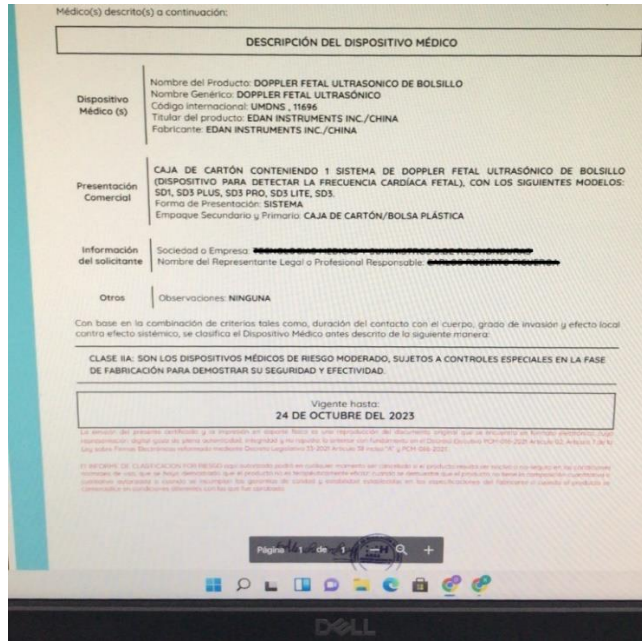 Médico(s) descrito(s) a continuación:
DESCRIPCIÓN DEL DISPOSITIVO MÉDICO
Dispositivo Médico (s)
Nombre del Producto: DOPPLER FETAL ULTRASONICO DE BOLSILLO
Nombre Genérico: DOPPLER FETAL ULTRASÓNICO
Código internacional: UMDNS , 11696
Titular del producto: EDAN INSTRUMENTS INC./CHINA
Fabricante: EDAN INSTRUMENTS INC./CHINA
Presentación Comercial
CAJA DE CARTÓN CONTENIENDO 1 SISTEMA DE DOPPLER FETAL ULTRASÓNICO DE BOLSILLO
(DISPOSITIVO PARA DETECTAR LA FRECUENCIA CARDÍACA FETAL), CON LOS SIGUIENTES MODELOS:
SD1, SD3 PLUS, SD3 PRO, SD3 LITE, SD3.
Forma de Presentación: SISTEMA
Empaque Secundario y Primario: CAJA DE CARTÓN/BOLSA PLÁSTICA
Información del solicitante
Sociedad o Empresa:
Nombre del Representante Legal o Profesional Responsable:
Otros
Observaciones: NINGUNA
Con base en la combinación de criterios tales como, duración del contacto con el cuerpo, grado de invasión y efecto local
contra efecto sistémico, se clasifica el Dispositivo Médico antes descrito de la siguiente manera:
CLASE IIA: SON LOS DISPOSITIVOS MÉDICOS DE RIESGO MODERADO, SUJETOS A CONTROLES ESPECIALES EN LA FASE
DE FABRICACIÓN PARA DEMOSTRAR SU SEGURIDAD Y EFECTIVIDAD.
Vigente hasta:
24 DE OCTUBRE DEL 2023
Página 1 de 1
DELL